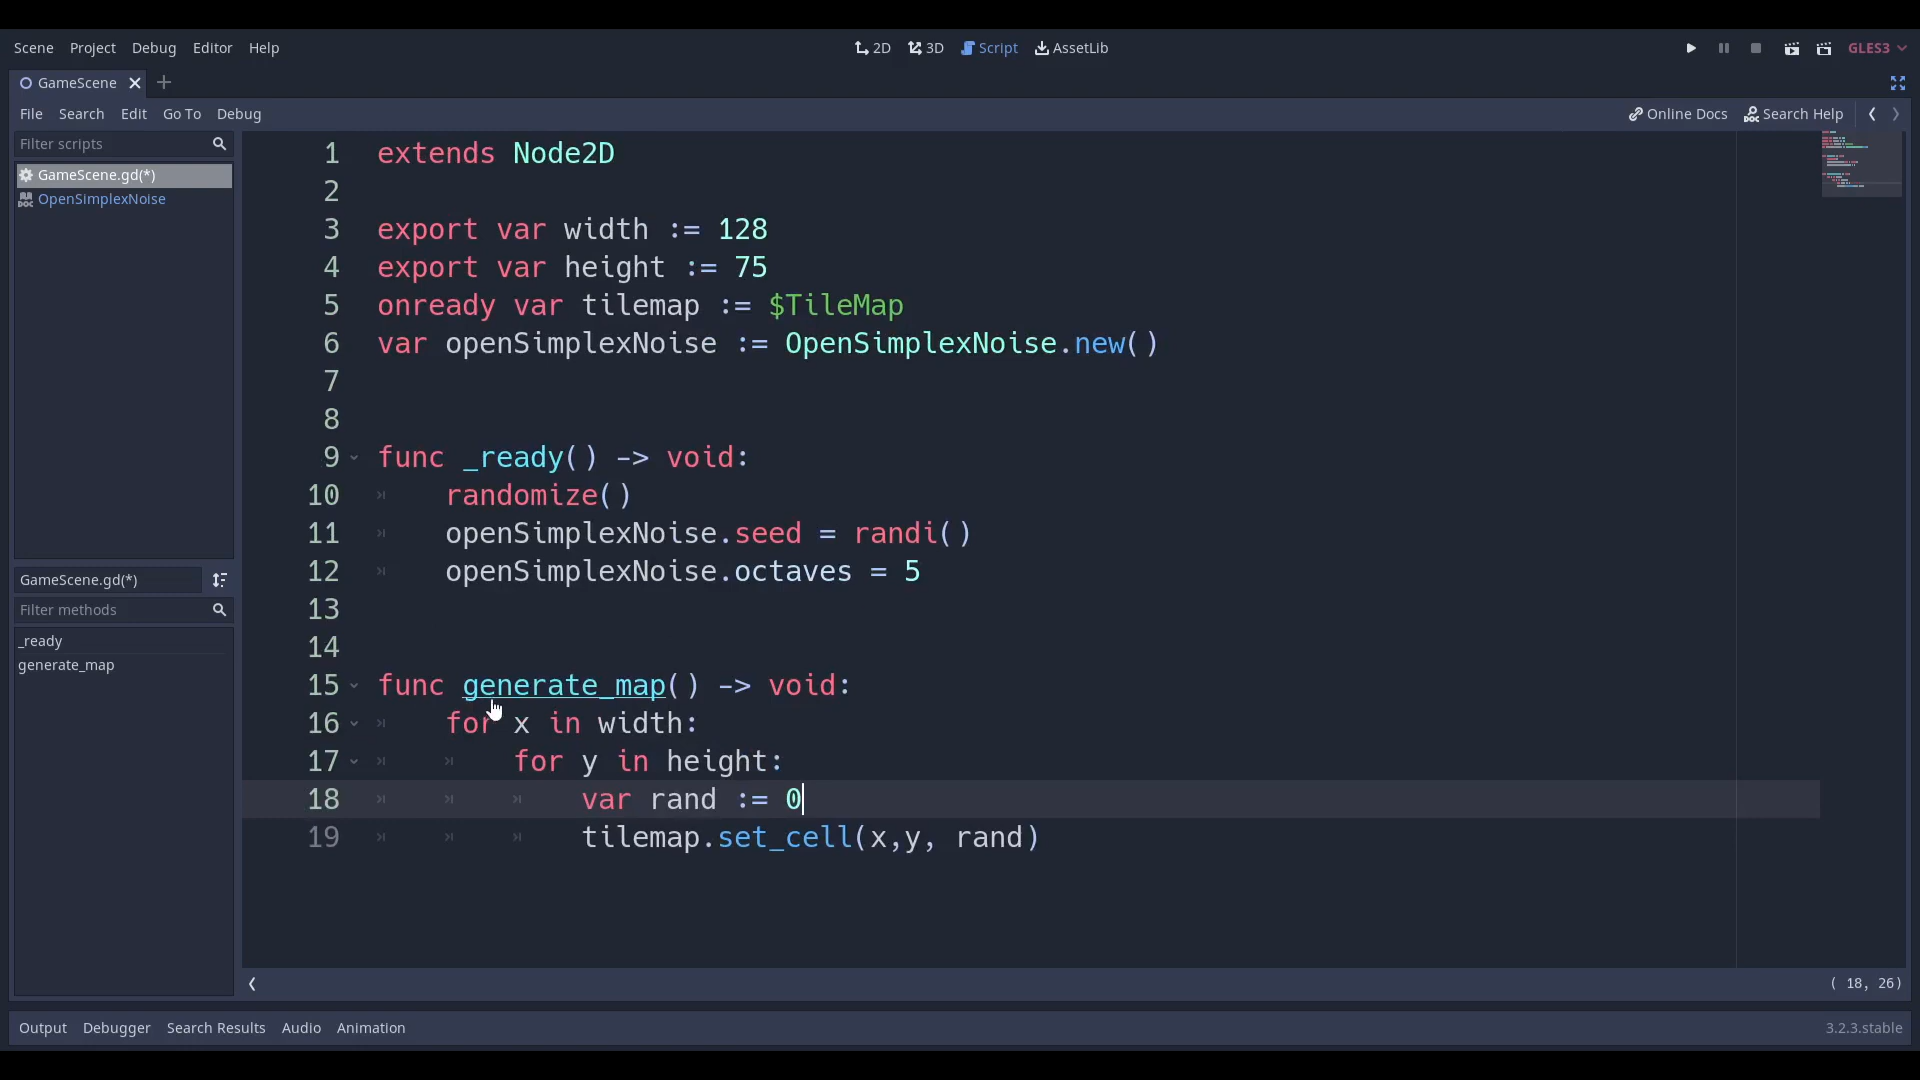 Scene Project Debug Editor Help 2D 3D Script AssetLib GLES3
GameScene
File Search Edit Go To Debug Online Docs Search Help
Filter scripts
GameScene.gd(*)
OpenSimplexNoise
GameScene.gd(*)
Filter methods
_ready
generate_map
1 extends Node2D
2
3 export var width := 128
4 export var height := 75
5 onready var tilemap := $TileMap
6 var openSimplexNoise := OpenSimplexNoise.new()
7
8
9 func _ready() -> void:
10 randomize()
11 openSimplexNoise.seed = randi()
12 openSimplexNoise.octaves = 5
13
14
15 func generate_map() -> void:
16 for x in width:
17 for y in height:
18 var rand := 0
19 tilemap.set_cell(x,y, rand)
( 18, 26)
Output Debugger Search Results Audio Animation 3.2.3.stable